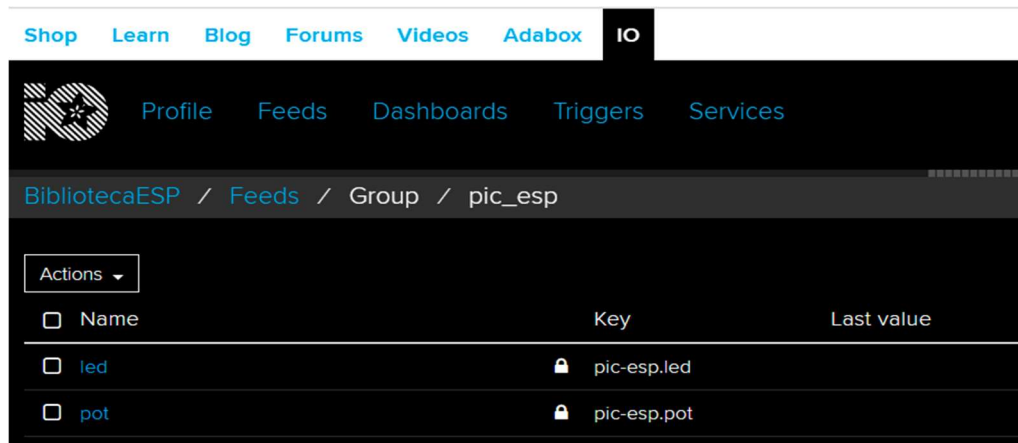 Shop Learn Blog Forums Videos Adabox IO
iO Profile Feeds Dashboards Triggers Services
BibliotecaESP / Feeds / Group / pic_esp
Actions
Name Key Last value
led pic-esp.led
pot pic-esp.pot